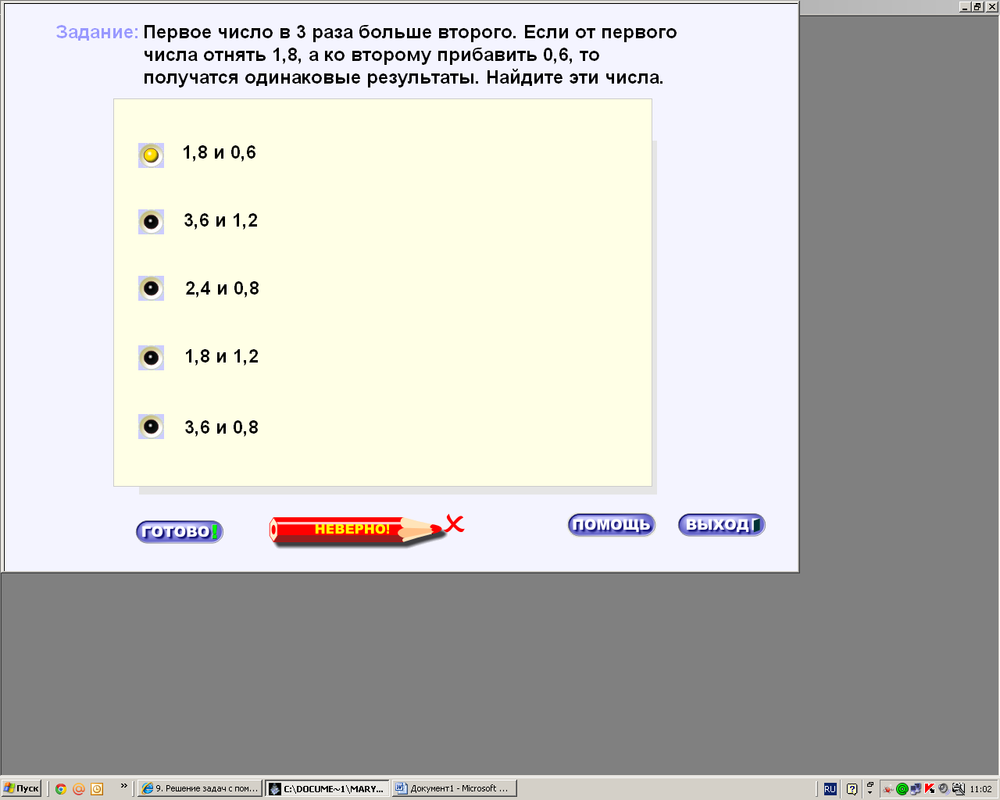 Задание: Первое число в 3 раза больше второго. Если от первого
числа отнять 1,8, а ко второму прибавить 0,6, то
получатся одинаковые результаты. Найдите эти числа.
1,8 и 0,6
3,6 и 1,2
2,4 и 0,8
1,8 и 1,2
3,6 и 0,8
ГОТОВО!
НЕВЕРНО!
ПОМОЩЬ
ВЫХОД
Пуск
»
9. Решение задач с пом...
C:\DOCUME~1\MARY...
Документ1 - Microsoft ...
RU
11:02